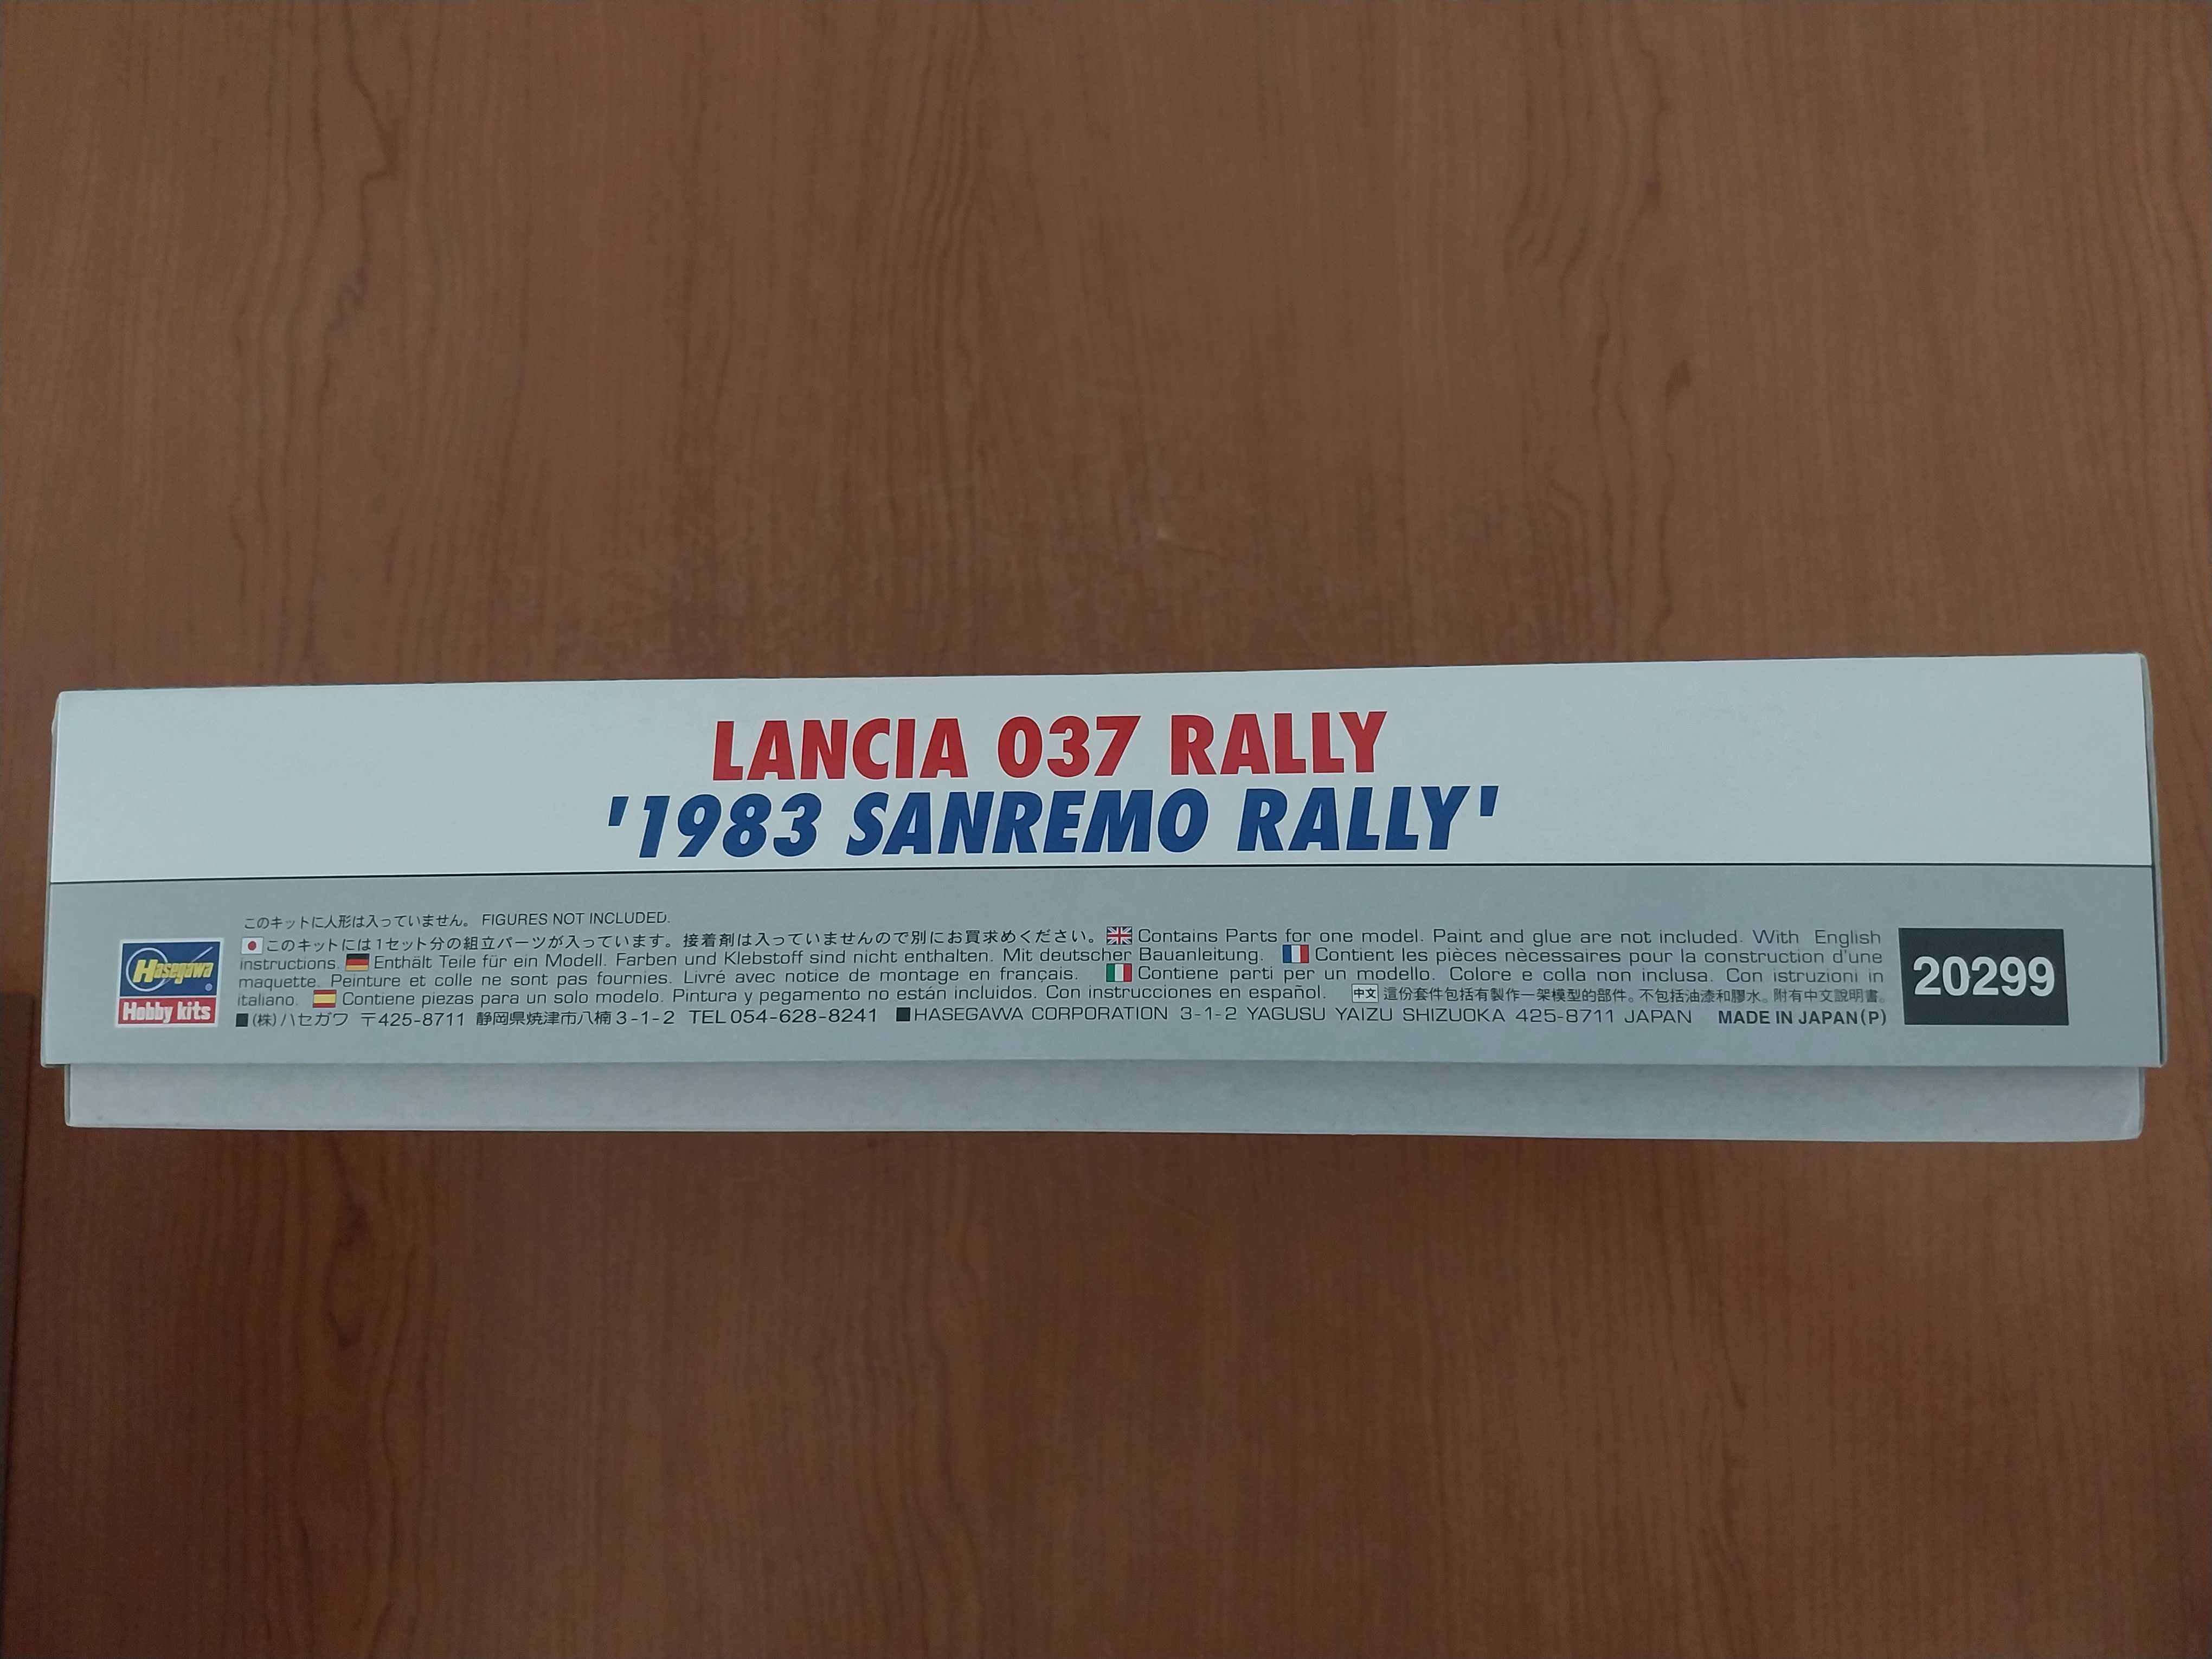 LANCIA 037 RALLY
'1983 SANREMO RALLY'
このキットに人形は入っていません。 FIGURES NOT INCLUDED.
このキットには1セット分の組立パーツが入っています。接着剤は入っていませんので別にお買求めください。 Contains Parts for one model. Paint and glue are not included. With English
instructions. Enthält Teile für ein Modell. Farben und Klebstoff sind nicht enthalten. Mit deutscher Bauanleitung. Contient les pièces nècessaires pour la construction d'une
maquette. Peinture et colle ne sont pas fournies. Livré avec notice de montage en français. Contiene parti per un modello. Colore e colla non inclusa. Con istruzioni in
italiano. Contiene piezas para un solo modelo. Pintura y pegamento no están incluidos. Con instrucciones en español. 中文 這份套件包括有製作一架模型的部件。不包括油漆和膠水。附有中文說明書。
■(株)ハセガワ 〒425-8711 静岡県焼津市八楠3-1-2 TEL 054-628-8241 ■HASEGAWA CORPORATION 3-1-2 YAGUSU YAIZU SHIZUOKA 425-8711 JAPAN MADE IN JAPAN(P)
Hasegawa
Hobby kits
20299